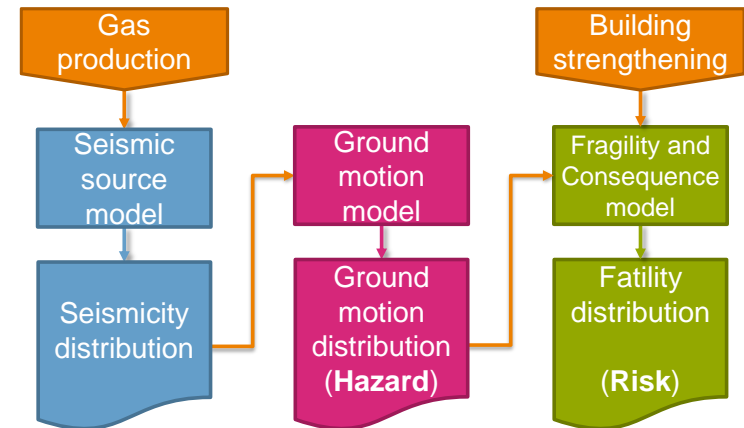 Gas
production
Building
strengthening
Seismic
source
model
Ground
motion
model
Fragility and
Consequence
model
Seismicity
distribution
Ground
motion
distribution
(Hazard)
Fatility
distribution
(Risk)